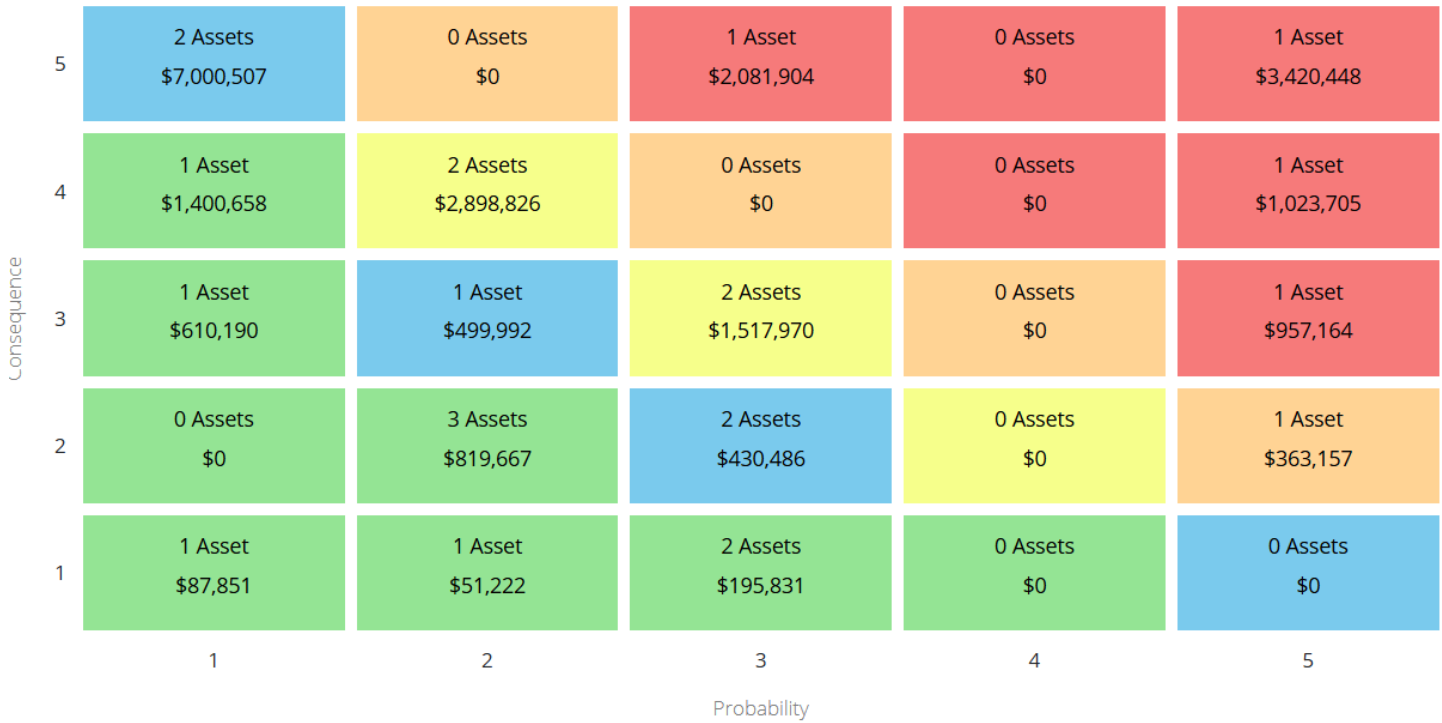 5
2 Assets
$7,000,507
0 Assets
$0
1 Asset
$2,081,904
0 Assets
$0
1 Asset
$3,420,448
4
1 Asset
$1,400,658
2 Assets
$2,898,826
0 Assets
$0
0 Assets
$0
1 Asset
$1,023,705
Consequence
3
1 Asset
$610,190
1 Asset
$499,992
2 Assets
$1,517,970
0 Assets
$0
1 Asset
$957,164
2
0 Assets
$0
3 Assets
$819,667
2 Assets
$430,486
0 Assets
$0
1 Asset
$363,157
1
1 Asset
$87,851
1 Asset
$51,222
2 Assets
$195,831
0 Assets
$0
0 Assets
$0
1
2
3
4
5
Probability